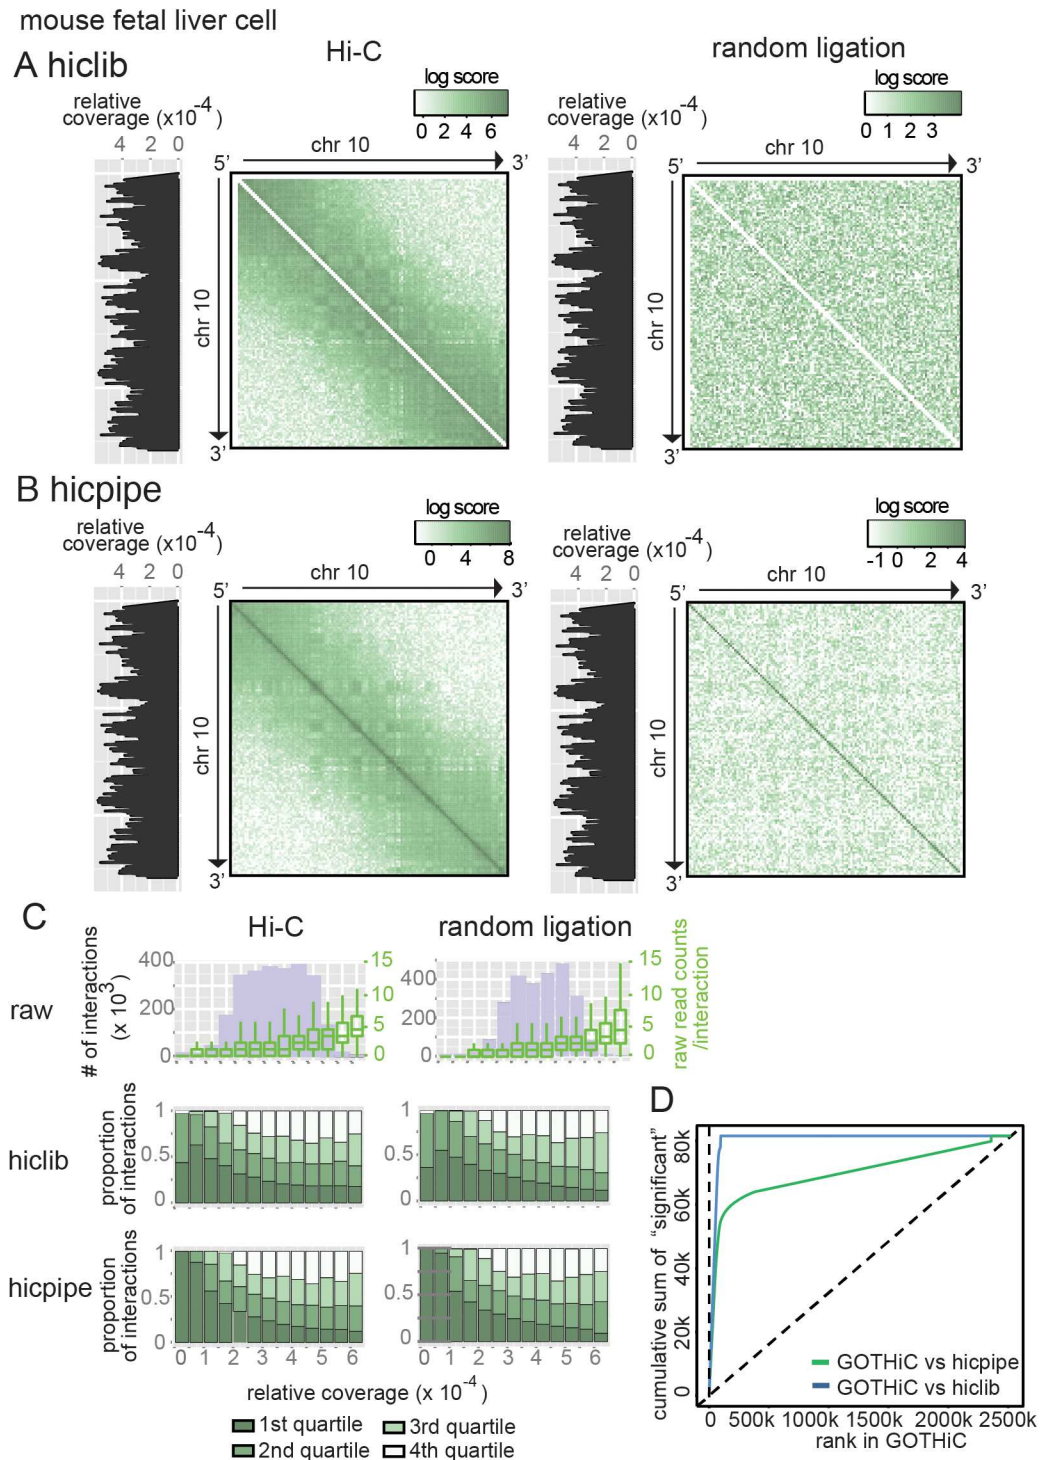 mouse fetal liver cell
A hiclib
Hi-C
random ligation
relative
coverage (x10-4)
4 2 0
log score
0 2 4 6
chr 10
5'
3'
chr 10
3'
relative
coverage (x10-4)
4 2 0
log score
0 1 2 3
chr 10
5'
3'
chr 10
3'
B hicpipe
relative
coverage (x10-4)
4 2 0
log score
0 4 8
chr 10
5'
3'
chr 10
3'
relative
coverage (x10-4)
4 2 0
log score
-1 0 2 4
chr 10
5'
3'
chr 10
3'
C
Hi-C
random ligation
raw
# of interactions
(x 103)
400
200
0
15
10
5
0
400
200
0
15
10
5
0
raw read counts
/interaction
hiclib
proportion
of interactions
1
0.5
0
1
0.5
0
hicpipe
proportion
of interactions
1
0.5
0
1
0.5
0
0 1 2 3 4 5 6
0 1 2 3 4 5 6
relative coverage (x 10-4)
1st quartile
3rd quartile
2nd quartile
4th quartile
D
cumulative sum of "significant"
80k
60k
40k
20k
0
GOTHiC vs hicpipe
GOTHiC vs hiclib
0 500k 1000k 1500k 2000k 2500k
rank in GOTHiC